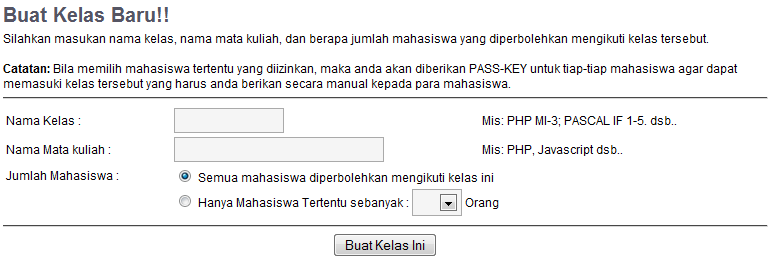 Buat Kelas Baru!!
Silahkan masukan nama kelas, nama mata kuliah, dan berapa jumlah mahasiswa yang diperbolehkan mengikuti kelas tersebut.
Catatan: Bila memilih mahasiswa tertentu yang diizinkan, maka anda akan diberikan PASS-KEY untuk tiap-tiap mahasiswa agar dapat
memasuki kelas tersebut yang harus anda berikan secara manual kepada para mahasiswa.
Nama Kelas : Mis: PHP MI-3; PASCAL IF 1-5. dsb..
Nama Mata kuliah : Mis: PHP, Javascript dsb..
Jumlah Mahasiswa : Semua mahasiswa diperbolehkan mengikuti kelas ini
Hanya Mahasiswa Tertentu sebanyak : Orang
Buat Kelas Ini